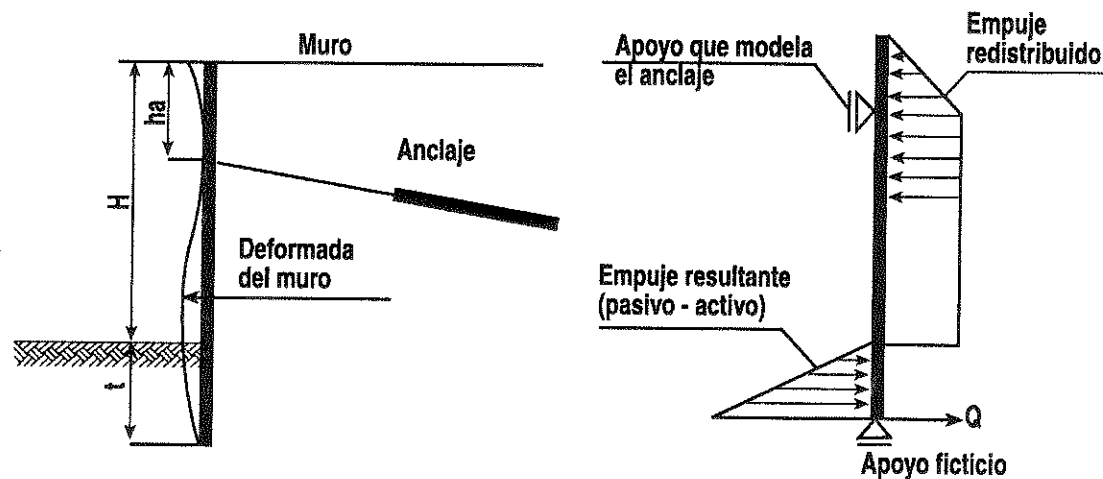 Muro
ha
H
Anclaje
Deformada
del muro
t
Apoyo que modela
el anclaje
Empuje
redistribuido
Empuje resultante
(pasivo - activo)
Q
Apoyo ficticio